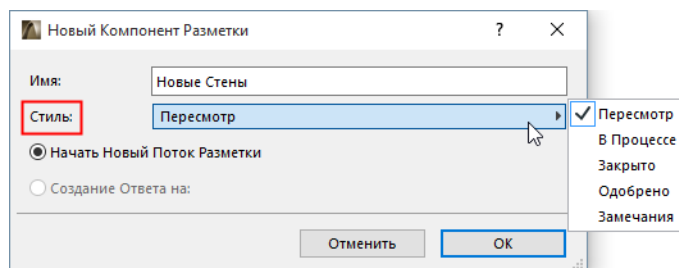 Новый Компонент Разметки ? ×
Имя: Новые Стены
Стиль: Пересмотр
Пересмотр
В Процессе
Закрыто
Одобрено
Замечания
Начать Новый Поток Разметки
Создание Ответа на:
Отменить OK